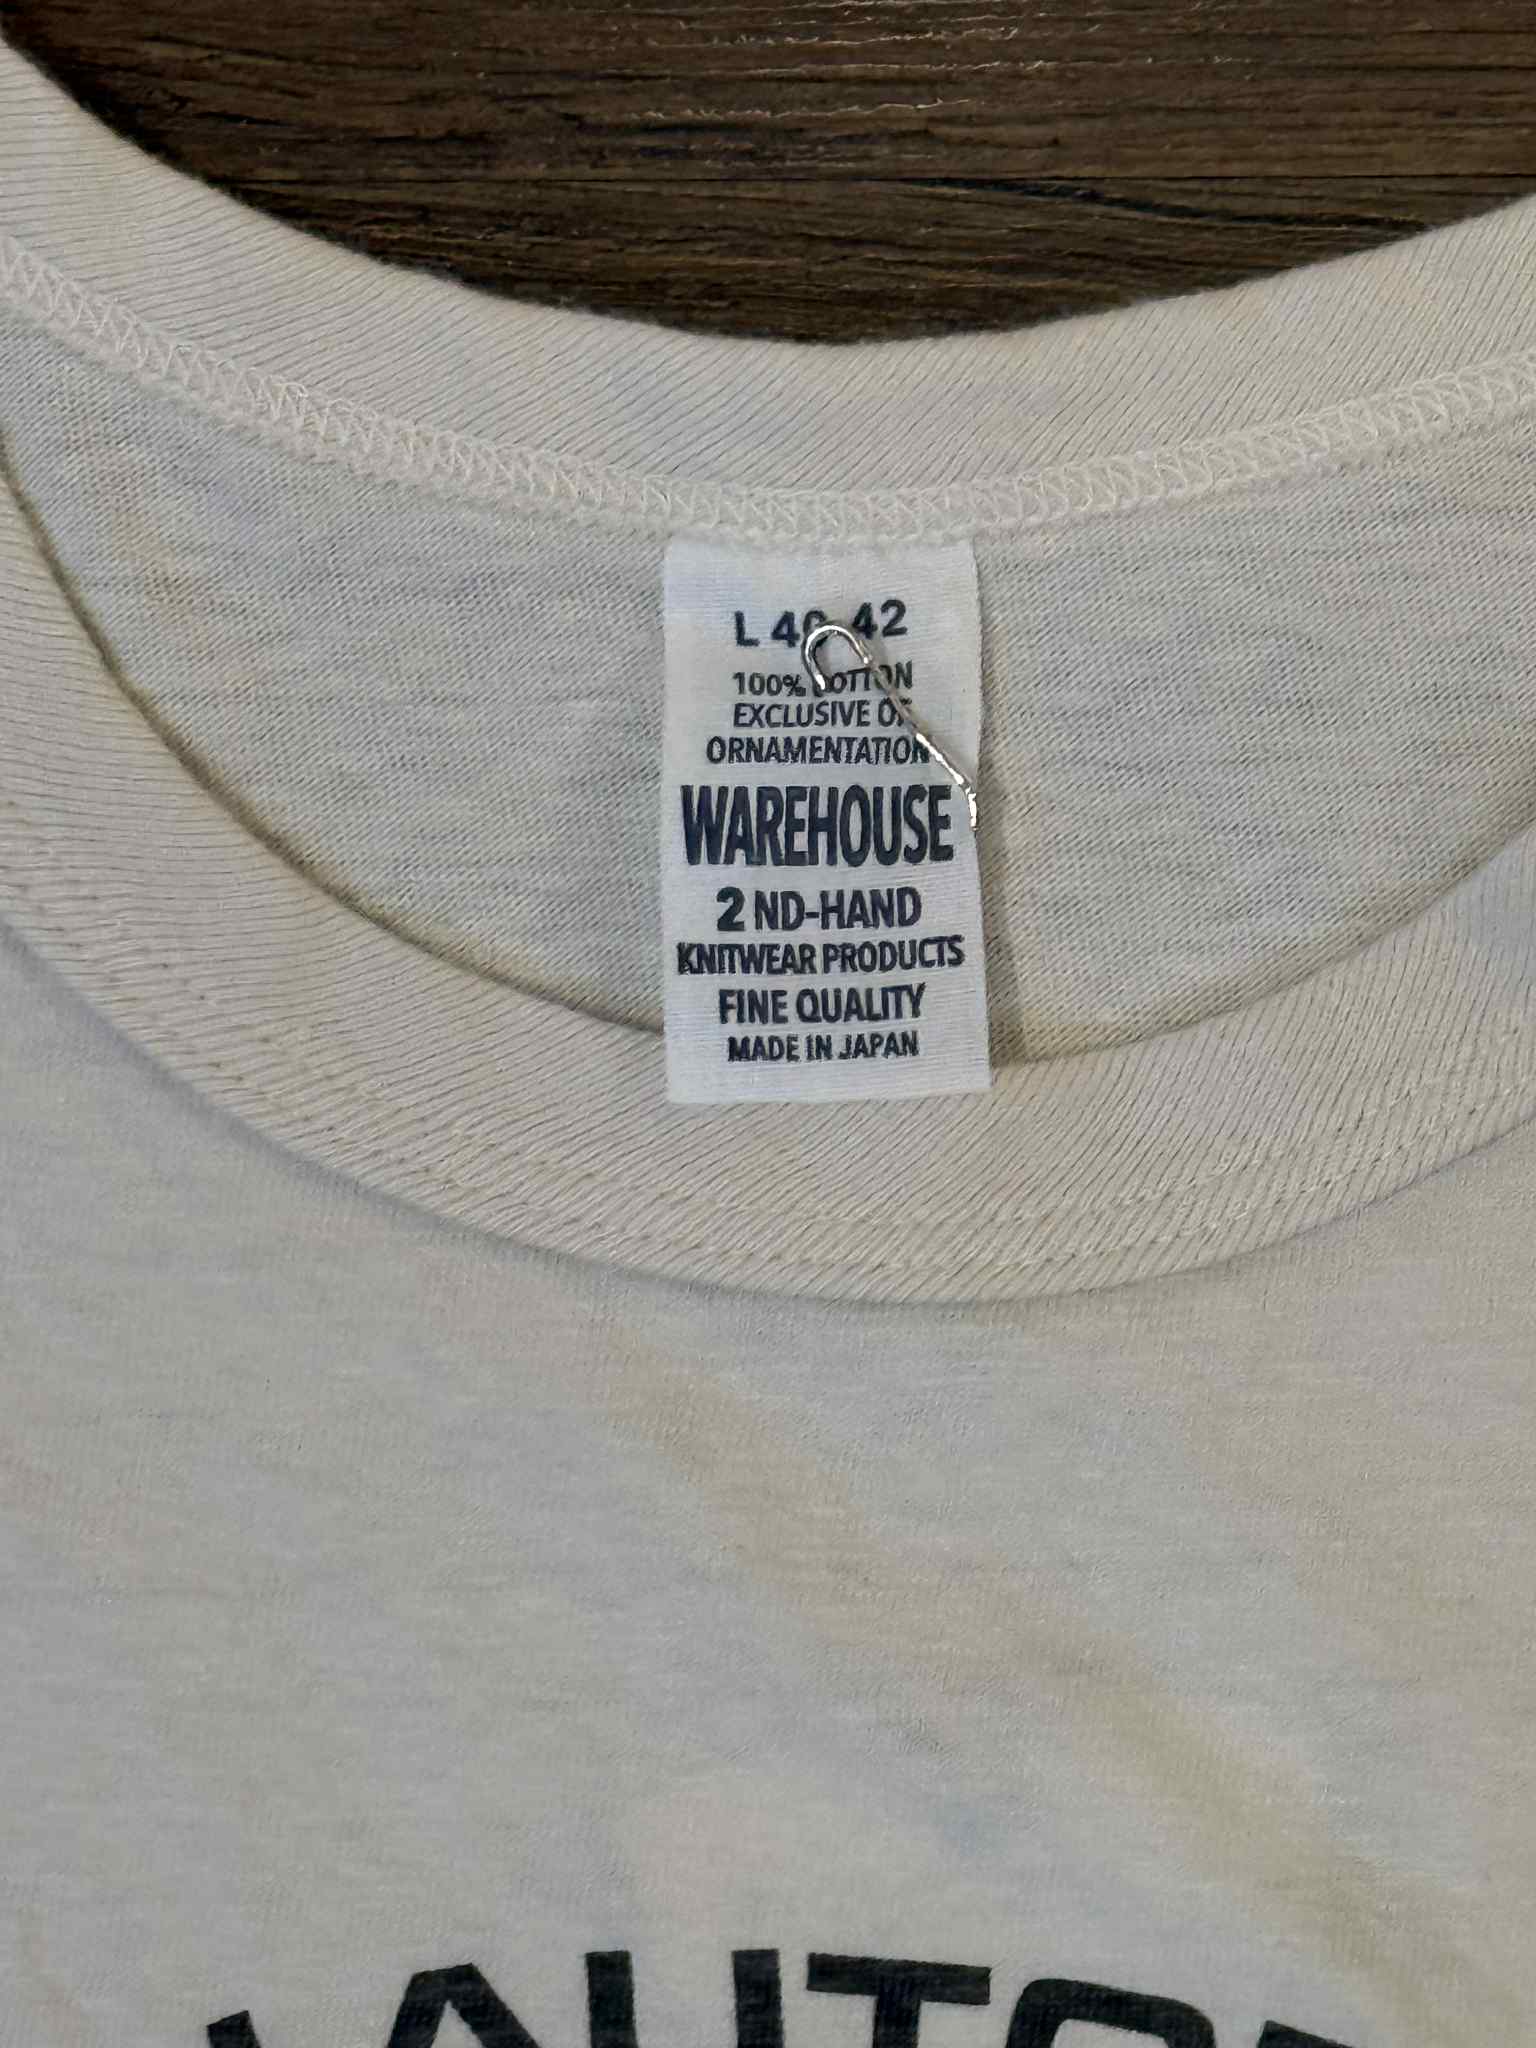 L 40-42
100% COTTON
EXCLUSIVE OF
ORNAMENTATION
WAREHOUSE
2 ND-HAND
KNITWEAR PRODUCTS
FINE QUALITY
MADE IN JAPAN